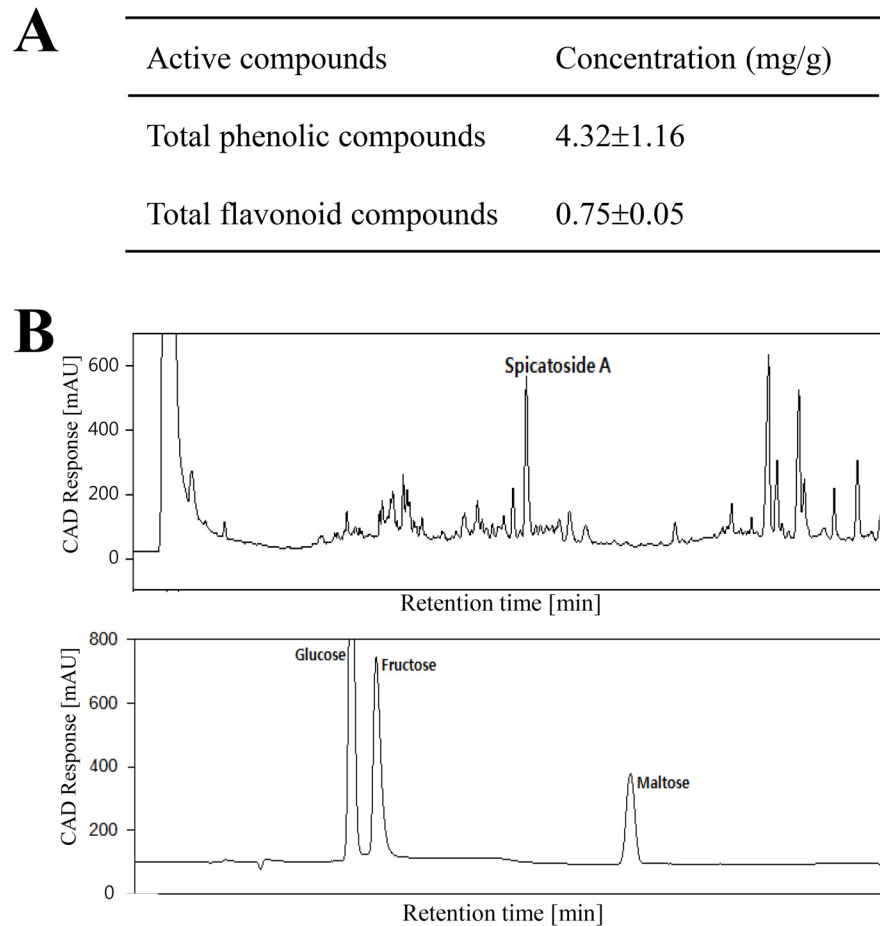 A
Active compounds Concentration (mg/g)
Total phenolic compounds 4.32±1.16
Total flavonoid compounds 0.75±0.05
B
CAD Response [mAU]
600
400
200
0
Spicatoside A
Retention time [min]
CAD Response [mAU]
800
600
400
200
0
Glucose
Fructose
Maltose
Retention time [min]